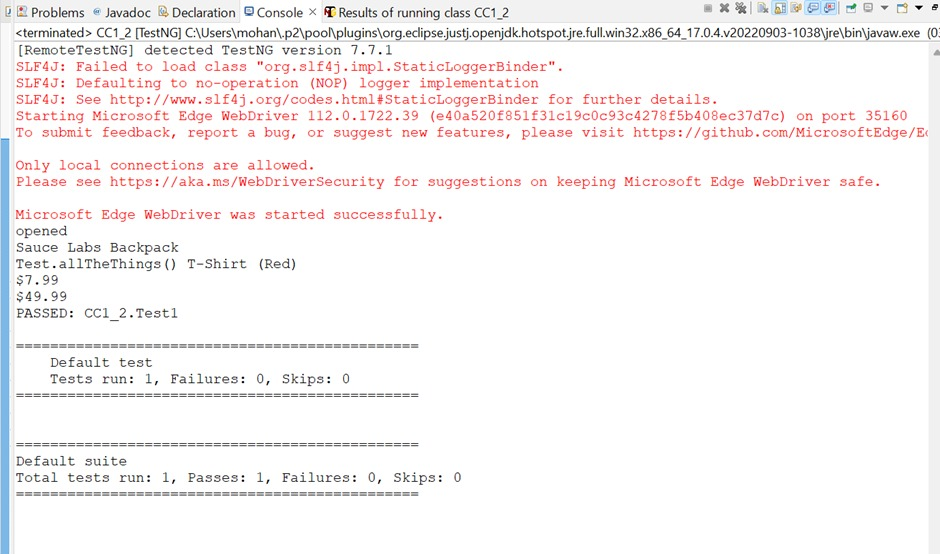 Problems Javadoc Declaration Console Results of running class CC1_2
<terminated> CC1_2 [TestNG] C:\Users\mohan\.p2\pool\plugins\org.eclipse.justj.openjdk.hotspot.jre.full.win32.x86_64_17.0.4.v20220903-1038\jre\bin\javaw.exe (0
[RemoteTestNG] detected TestNG version 7.7.1
SLF4J: Failed to load class "org.slf4j.impl.StaticLoggerBinder".
SLF4J: Defaulting to no-operation (NOP) logger implementation
SLF4J: See http://www.slf4j.org/codes.html#StaticLoggerBinder for further details.
Starting Microsoft Edge WebDriver 112.0.1722.39 (e40a520f851f31c19c0c93c4278f5b408ec37d7c) on port 35160
To submit feedback, report a bug, or suggest new features, please visit https://github.com/MicrosoftEdge/E
Only local connections are allowed.
Please see https://aka.ms/WebDriverSecurity for suggestions on keeping Microsoft Edge WebDriver safe.
Microsoft Edge WebDriver was started successfully.
opened
Sauce Labs Backpack
Test.allTheThings() T-Shirt (Red)
$7.99
$49.99
PASSED: CC1_2.Test1
===============================================
Default test
Tests run: 1, Failures: 0, Skips: 0
===============================================
===============================================
Default suite
Total tests run: 1, Passes: 1, Failures: 0, Skips: 0
===============================================